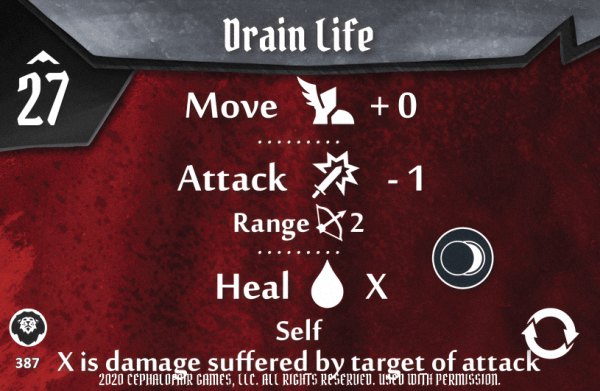 Drain Life
27
Move + 0
Attack - 1
Range 2
Heal X
Self
387 X is damage suffered by target of attack
2020 CEPHALOFAIR GAMES, LLC. ALL RIGHTS RESERVED. USED WITH PERMISSION.